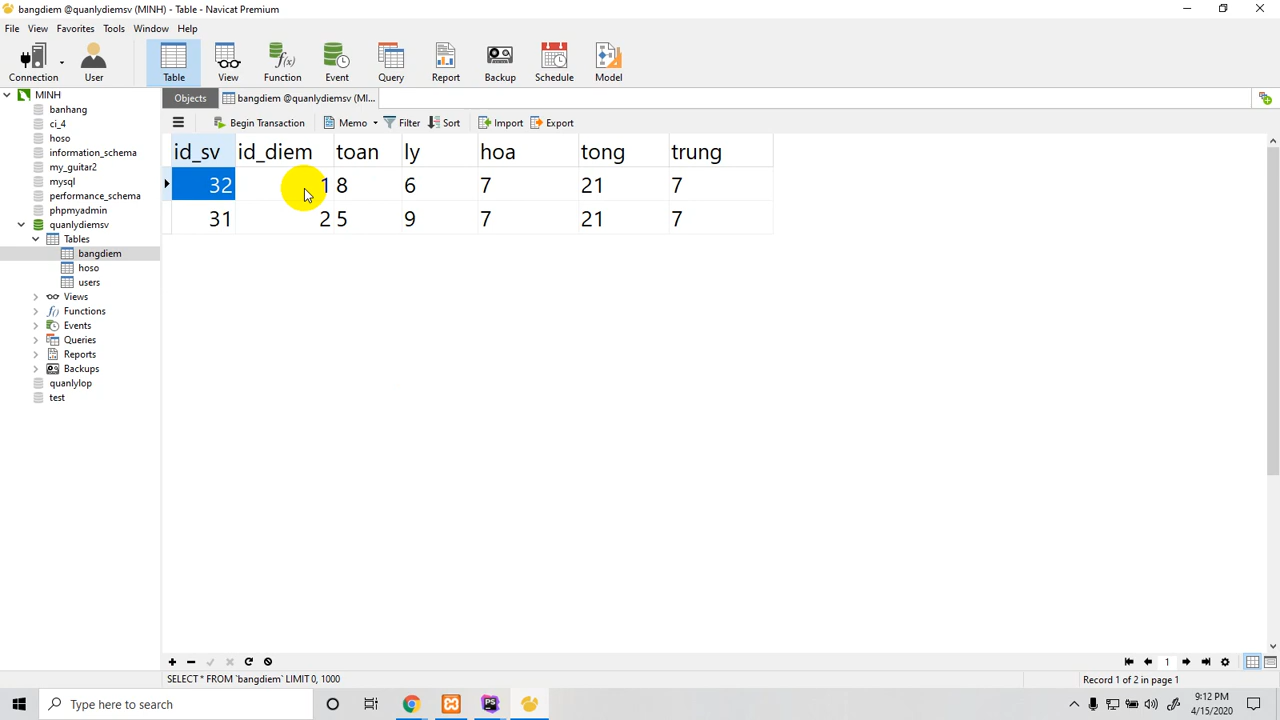 bangdiem @quanlydiemsv (MINH) - Table - Navicat Premium
File View Favorites Tools Window Help
Connection User Table View Function Event Query Report Backup Schedule Model
MINH
banhang
ci_4
hoso
information_schema
my_guitar2
mysql
performance_schema
phpmyadmin
quanlydiemsv
Tables
bangdiem
hoso
users
Views
Functions
Events
Queries
Reports
Backups
quanlylop
test
Objects bangdiem @quanlydiemsv (MI...
Begin Transaction Memo Filter Sort Import Export
id_sv id_diem toan ly hoa tong trung
32 1 8 6 7 21 7
31 2 5 9 7 21 7
1
SELECT * FROM `bangdiem` LIMIT 0, 1000 Record 1 of 2 in page 1
Type here to search
PS
9:12 PM
4/15/2020